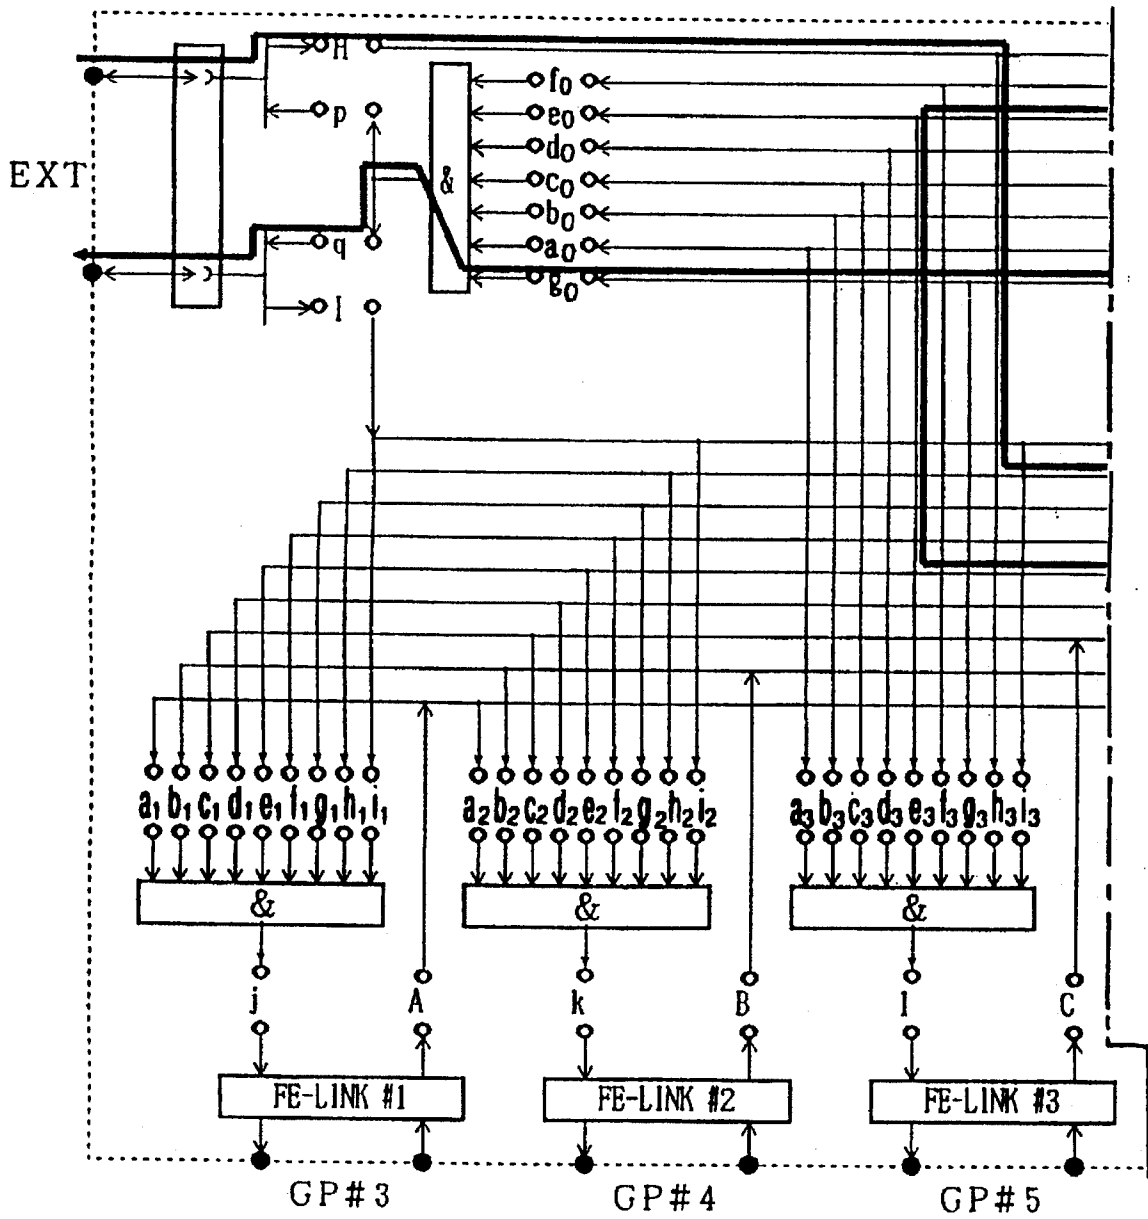 H
f0
p
e0
d0
EXT
&
c0
b0
q
a0
g0
I
a1 b1 c1 d1 e1 f1 g1 h1 i1
a2 b2 c2 d2 e2 f2 g2 h2 i2
a3 b3 c3 d3 e3 f3 g3 h3 i3
&
&
&
j
A
k
B
l
C
FE-LINK #1
FE-LINK #2
FE-LINK #3
GP#3
GP#4
GP#5